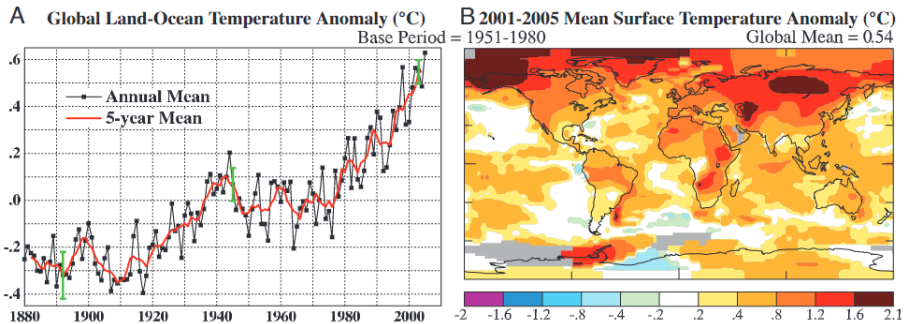 A
Global Land-Ocean Temperature Anomaly (°C)
B
2001-2005 Mean Surface Temperature Anomaly (°C)
Base Period = 1951-1980
Global Mean = 0.54
.6
.4
.2
.0
-.2
-.4
Annual Mean
5-year Mean
1880
1900
1920
1940
1960
1980
2000
-2 -1.6 -1.2 -.8 -.4 -.2 .2 .4 .8 1.2 1.6 2.1